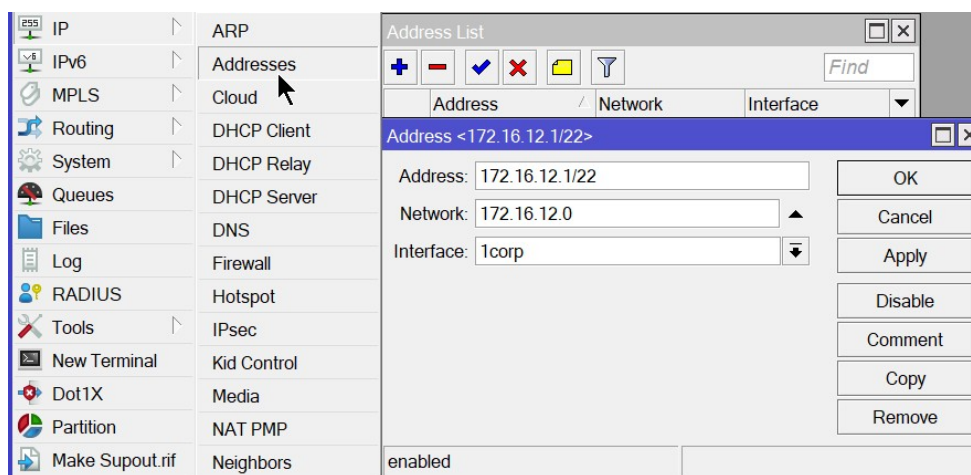 IP
IPv6
MPLS
Routing
System
Queues
Files
Log
RADIUS
Tools
New Terminal
Dot1X
Partition
Make Supout.rif
ARP
Addresses
Cloud
DHCP Client
DHCP Relay
DHCP Server
DNS
Firewall
Hotspot
IPsec
Kid Control
Media
NAT PMP
Neighbors
Address List
Find
Address Network Interface
Address <172.16.12.1/22>
Address: 172.16.12.1/22
Network: 172.16.12.0
Interface: 1corp
OK
Cancel
Apply
Disable
Comment
Copy
Remove
enabled